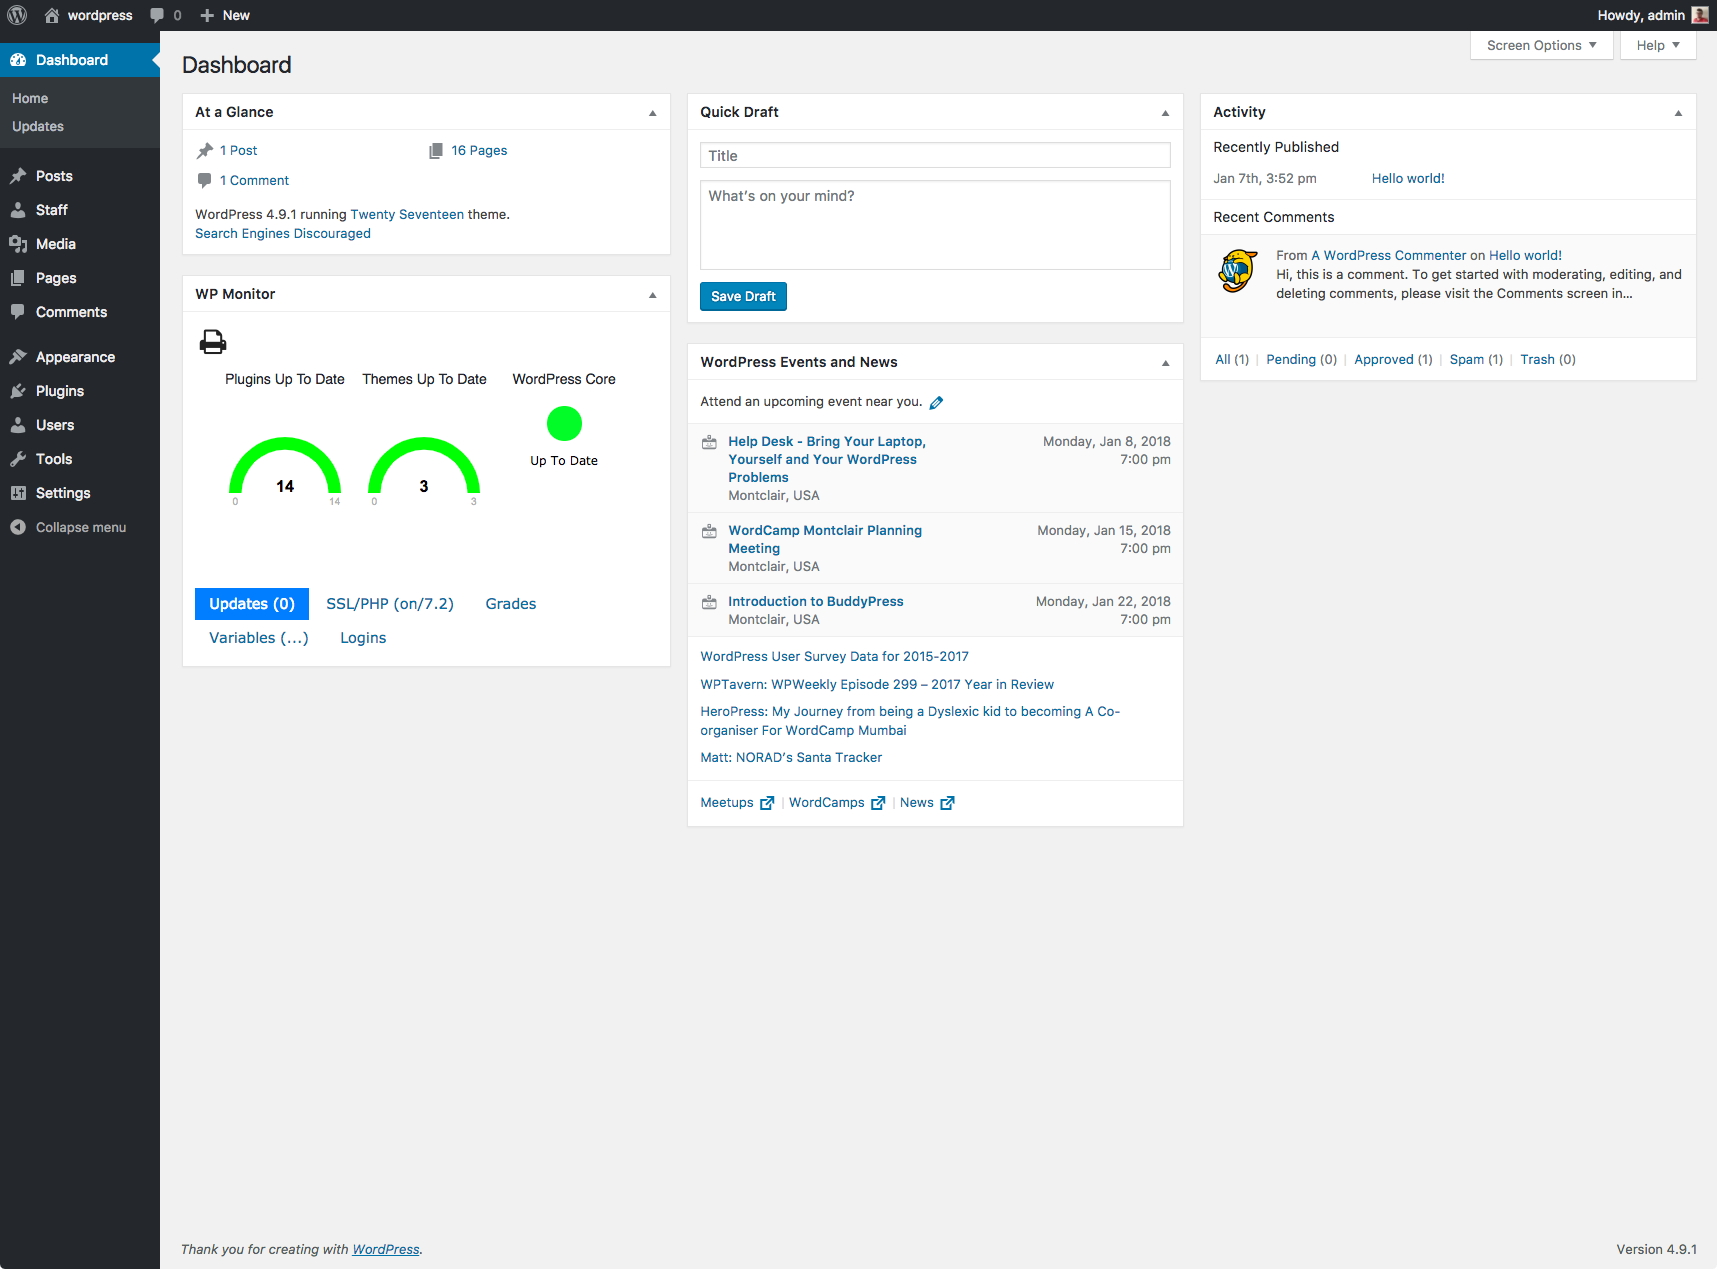 wordpress 0 New Howdy, admin
Dashboard
Home
Updates
Posts
Staff
Media
Pages
Comments
Appearance
Plugins
Users
Tools
Settings
Collapse menu
Screen Options Help
Dashboard
At a Glance
1 Post 16 Pages
1 Comment
WordPress 4.9.1 running Twenty Seventeen theme.
Search Engines Discouraged
WP Monitor
Plugins Up To Date Themes Up To Date WordPress Core
14 3
0 14 0 3
Up To Date
Updates (0) SSL/PHP (on/7.2) Grades
Variables (...) Logins
Quick Draft
Title
What's on your mind?
Save Draft
WordPress Events and News
Attend an upcoming event near you.
Help Desk - Bring Your Laptop, Monday, Jan 8, 2018
Yourself and Your WordPress 7:00 pm
Problems
Montclair, USA
WordCamp Montclair Planning Monday, Jan 15, 2018
Meeting 7:00 pm
Montclair, USA
Introduction to BuddyPress Monday, Jan 22, 2018
Montclair, USA 7:00 pm
WordPress User Survey Data for 2015-2017
WPTavern: WPWeekly Episode 299 – 2017 Year in Review
HeroPress: My Journey from being a Dyslexic kid to becoming A Co-
organiser For WordCamp Mumbai
Matt: NORAD's Santa Tracker
Meetups | WordCamps | News
Activity
Recently Published
Jan 7th, 3:52 pm Hello world!
Recent Comments
From A WordPress Commenter on Hello world!
Hi, this is a comment. To get started with moderating, editing, and
deleting comments, please visit the Comments screen in…
All (1) | Pending (0) | Approved (1) | Spam (1) | Trash (0)
Thank you for creating with WordPress. Version 4.9.1